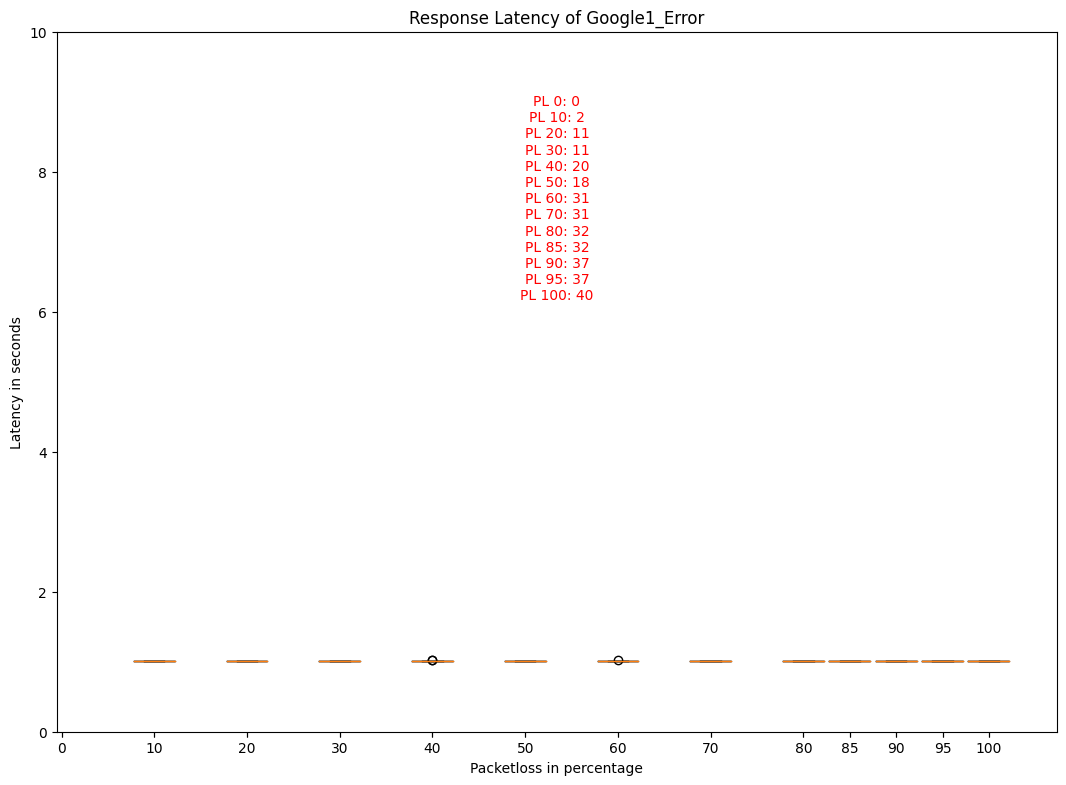 Response Latency of Google1_Error
10
8
6
4
2
0
Latency in seconds
PL 0: 0
PL 10: 2
PL 20: 11
PL 30: 11
PL 40: 20
PL 50: 18
PL 60: 31
PL 70: 31
PL 80: 32
PL 85: 32
PL 90: 37
PL 95: 37
PL 100: 40
0 10 20 30 40 50 60 70 80 85 90 95 100
Packetloss in percentage